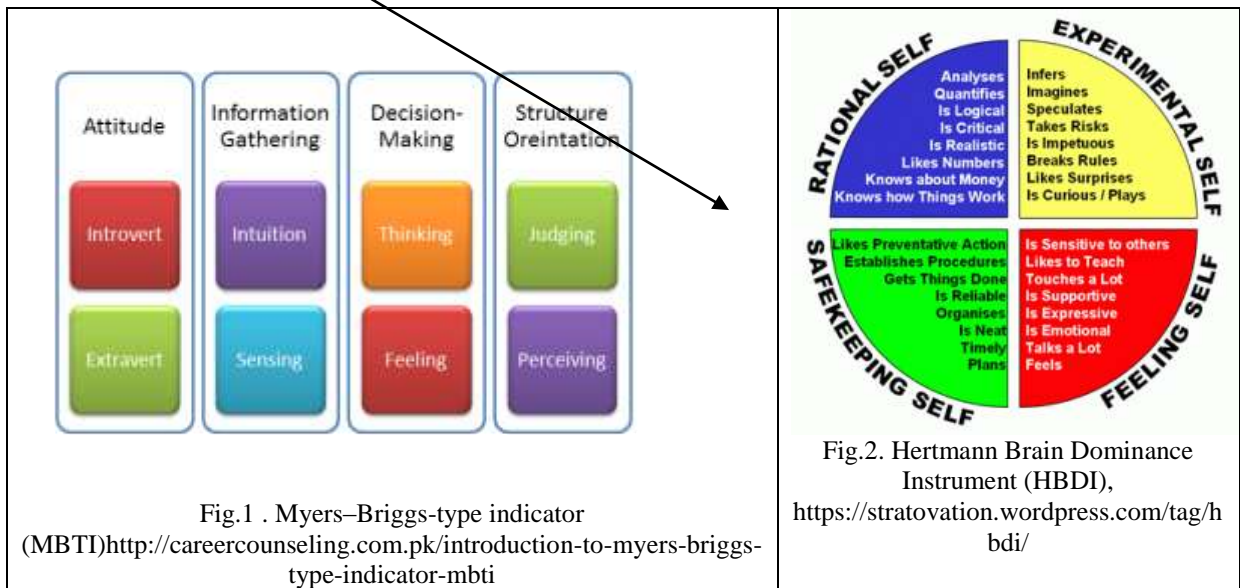 Attitude
Introvert
Extravert
Information
Gathering
Intuition
Sensing
Decision-
Making
Thinking
Feeling
Structure
Oreintation
Judging
Perceiving
Fig.1 . Myers–Briggs-type indicator
(MBTI)http://careercounseling.com.pk/introduction-to-myers-briggs-
type-indicator-mbti
RATIONAL SELF
Analyses
Quantifies
Is Logical
Is Critical
Is Realistic
Likes Numbers
Knows about Money
Knows how Things Work
EXPERIMENTAL SELF
Infers
Imagines
Speculates
Takes Risks
Is Impetuous
Breaks Rules
Likes Surprises
Is Curious / Plays
SAFEKEEPING SELF
Likes Preventative Action
Establishes Procedures
Gets Things Done
Is Reliable
Organises
Is Neat
Timely
Plans
FEELING SELF
Is Sensitive to others
Likes to Teach
Touches a Lot
Is Supportive
Is Expressive
Is Emotional
Talks a Lot
Feels
Fig.2. Hertmann Brain Dominance
Instrument (HBDI),
https://stratovation.wordpress.com/tag/h
bdi/